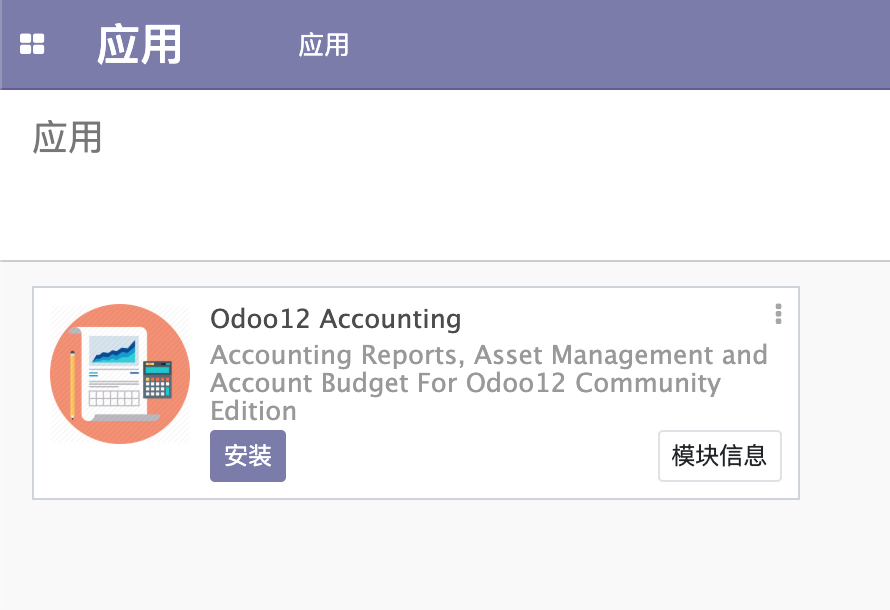 应用 应用
应用
Odoo12 Accounting
Accounting Reports, Asset Management and
Account Budget For Odoo12 Community
Edition
安装 模块信息